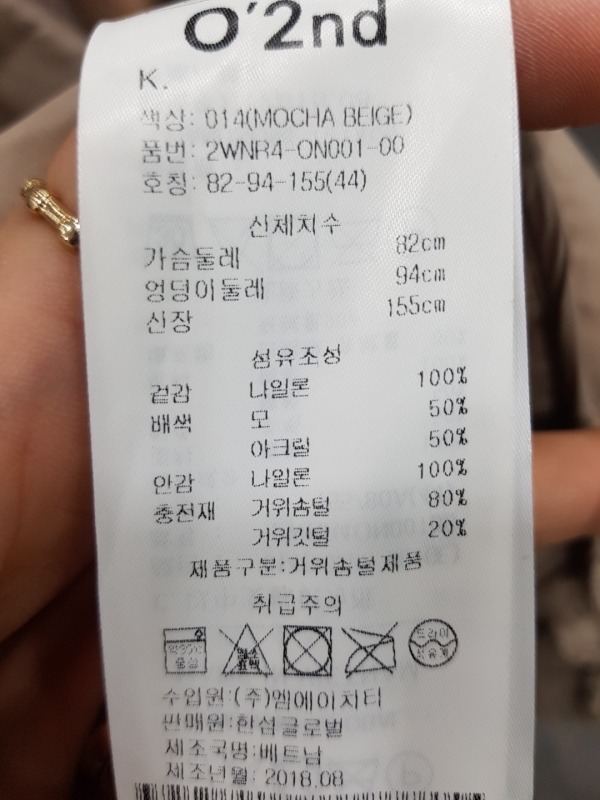 O'2nd
K.
색상: 014(MOCHA BEIGE)
품번: 2WNR4-ON001-00
호칭: 82-94-155(44)
신체치수
가슴둘레 82cm
엉덩이둘레 94cm
신장 155cm
섬유조성
겉감 나일론 100%
배색 모 50%
아크릴 50%
안감 나일론 100%
충전재 거위솜털 80%
거위깃털 20%
제품구분:거위솜털제품
취급주의
드라이
수입원:(주)엠에이치티
판매원:한섬글로벌
제조국명:베트남
제조년월: 2018.08